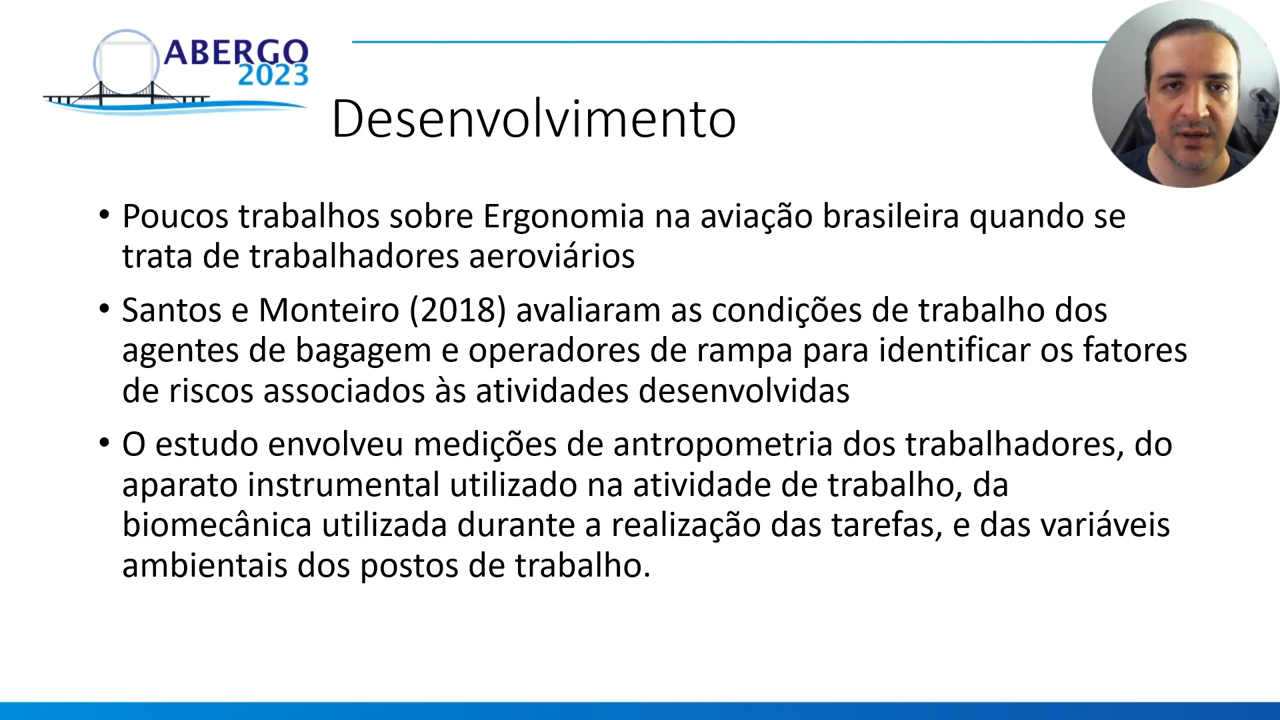 ABERGO
2023
Desenvolvimento
• Poucos trabalhos sobre Ergonomia na aviação brasileira quando se
trata de trabalhadores aeroviários
• Santos e Monteiro (2018) avaliaram as condições de trabalho dos
agentes de bagagem e operadores de rampa para identificar os fatores
de riscos associados às atividades desenvolvidas
• O estudo envolveu medições de antropometria dos trabalhadores, do
aparato instrumental utilizado na atividade de trabalho, da
biomecânica utilizada durante a realização das tarefas, e das variáveis
ambientais dos postos de trabalho.